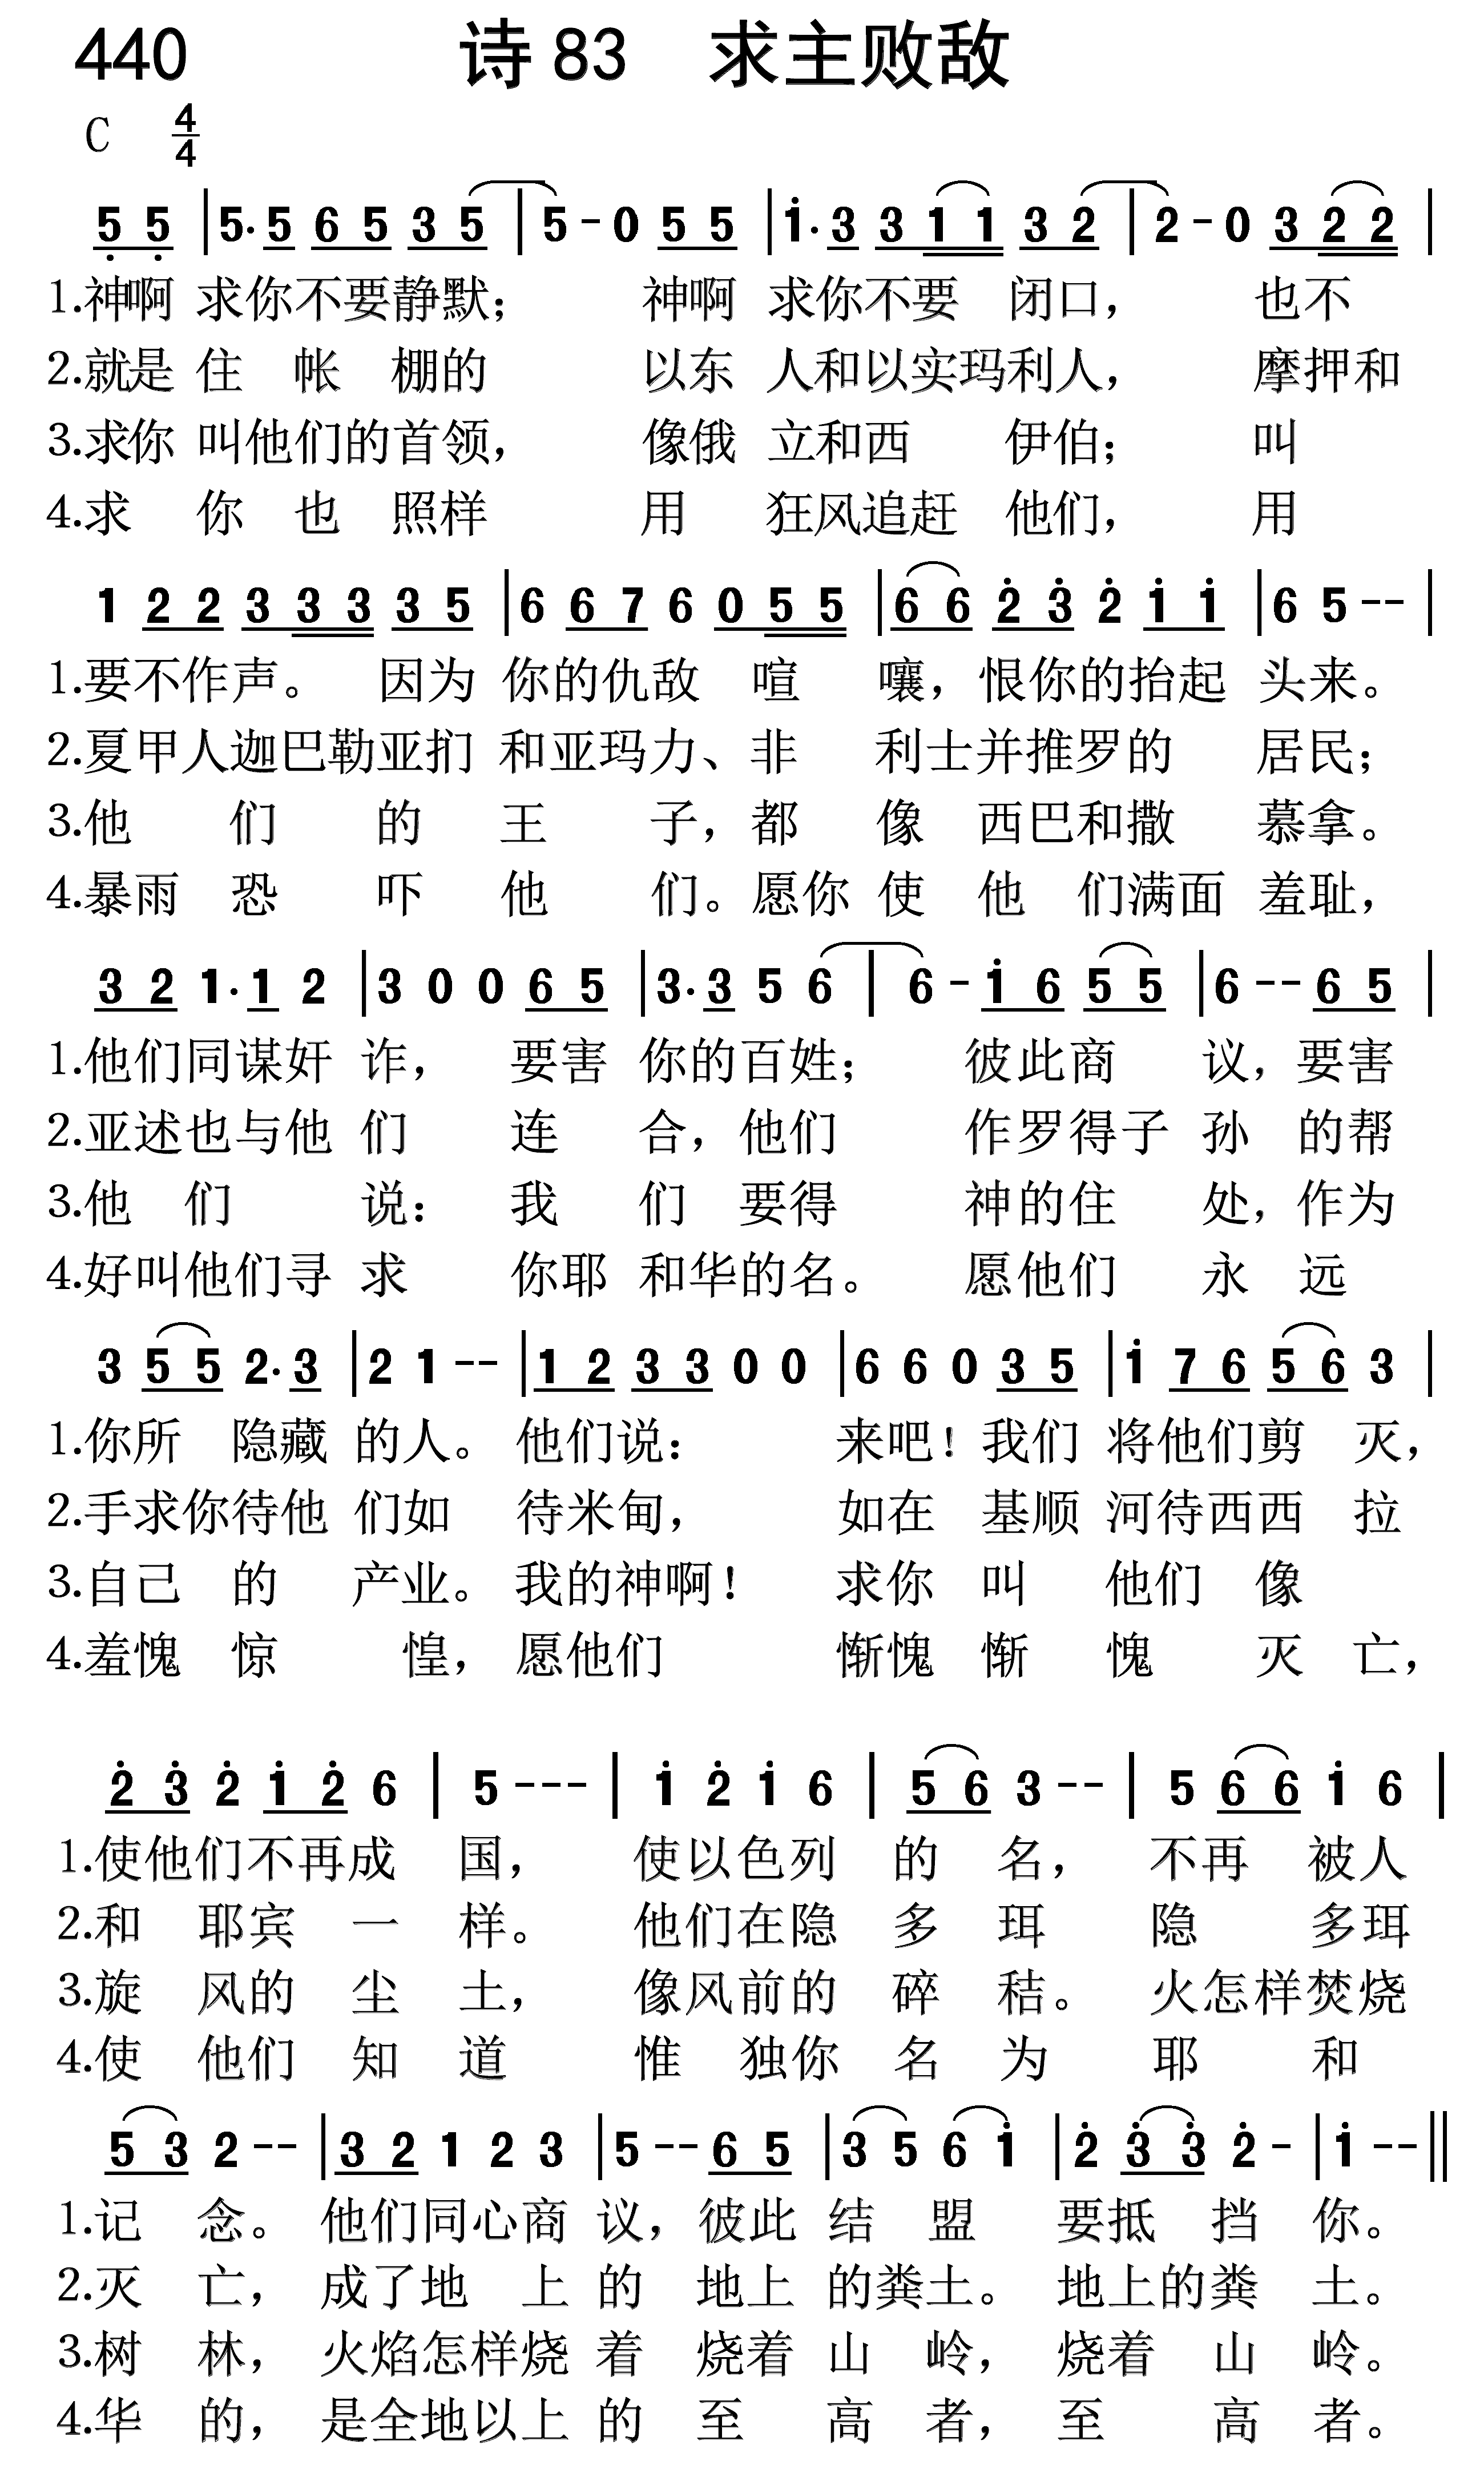 440 诗83 求主败敌
C 4/4
5 5 | 5· 5 6 5 3 5 | 5 - 0 5 5 | 1· 3 3 1 1 3 2 | 2 - 0 3 2 2 |
1.神啊 求你不要静默； 神啊 求你不要 闭口， 也不
2.就是 住 帐 棚的 以东 人和以实玛利人， 摩押和
3.求你 叫他们的首领， 像俄 立和西 伊伯； 叫
4.求 你 也 照样 用 狂风追赶 他们， 用
1 2 2 3 3 3 3 5 | 6 6 7 6 0 5 5 | 6 6 2 3 2 1 1 | 6 5 - - |
1.要不作声。 因为 你的仇敌 喧 嚷，恨你的抬起 头来。
2.夏甲人迦巴勒亚扪 和亚玛力、非 利士并推罗的 居民；
3.他 们 的 王 子，都 像 西巴和撒 慕拿。
4.暴雨 恐 吓 他 们。愿你 使 他 们满面 羞耻，
3 2 1· 1 2 | 3 0 0 6 5 | 3· 3 5 6 | 6 - 1 6 5 5 | 6 - - 6 5 |
1.他们同谋奸 诈， 要害 你的百姓； 彼此商 议，要害
2.亚述也与他 们 连 合，他们 作罗得子 孙 的帮
3.他 们 说： 我 们 要得 神的住 处，作为
4.好叫他们寻 求 你耶 和华的名。 愿他们 永 远
3 5 5 2· 3 | 2 1 - - | 1 2 3 3 0 0 | 6 6 0 3 5 | 1 7 6 5 6 3 |
1.你所 隐藏 的人。 他们说： 来吧！我们 将他们剪 灭，
2.手求你待他 们如 待米甸， 如在 基顺 河待西西 拉
3.自己 的 产业。 我的神啊！ 求你 叫 他们 像
4.羞愧 惊 惶，愿他们 惭愧 惭 愧 灭 亡，
2 3 2 1 2 6 | 5 - - - | 1 2 1 6 | 5 6 3 - - | 5 6 6 1 6 |
1.使他们不再成 国， 使以色列 的 名， 不再 被人
2.和 耶宾 一 样。 他们在隐 多 珥 隐 多珥
3.旋 风的 尘 土， 像风前的 碎 秸。 火怎样焚烧
4.使 他们 知 道 惟 独你 名 为 耶 和
5 3 2 - - | 3 2 1 2 3 | 5 - - 6 5 | 3 5 6 1 | 2 3 3 2 - | 1 - - ||
1.记 念。 他们同心商 议，彼此 结 盟 要抵 挡 你。
2.灭 亡， 成了地 上 的 地上 的粪土。 地上的粪 土。
3.树 林， 火焰怎样烧 着 烧着 山 岭， 烧着 山 岭。
4.华 的， 是全地以上 的 至 高 者， 至 高 者。